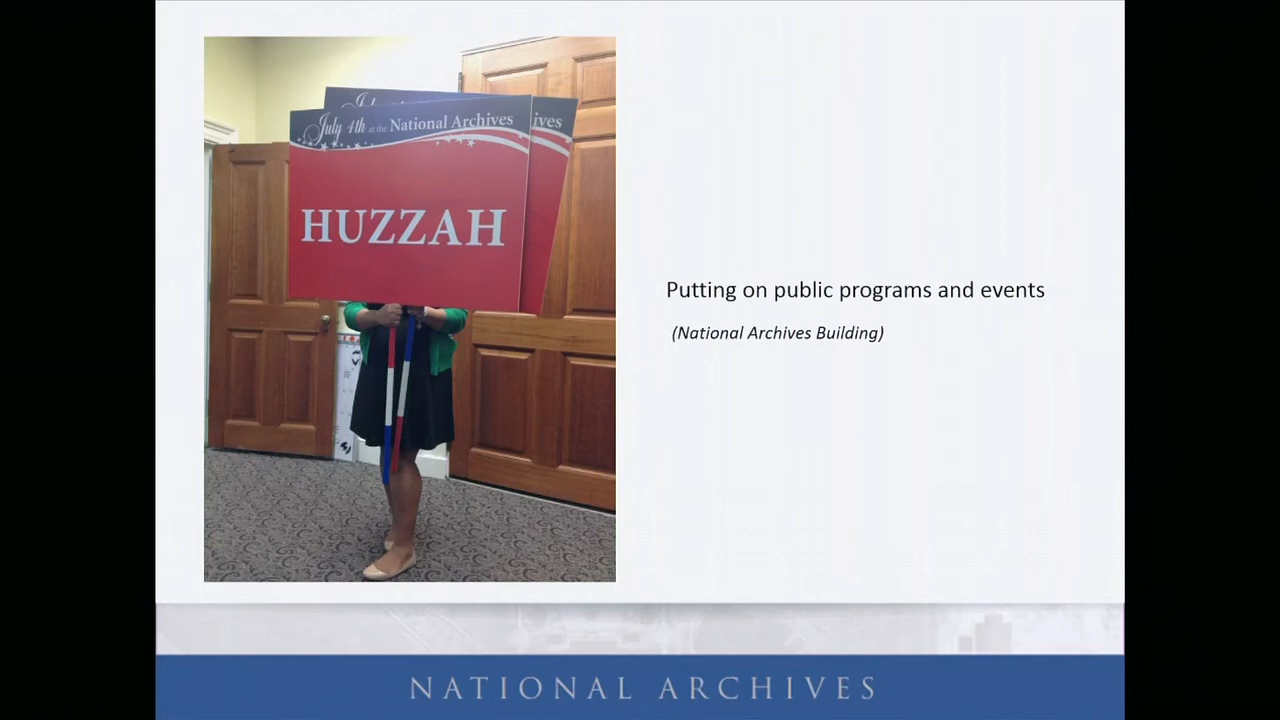 July 4th at the National Archives
ives
HUZZAH
Putting on public programs and events
(National Archives Building)
NATIONAL ARCHIVES